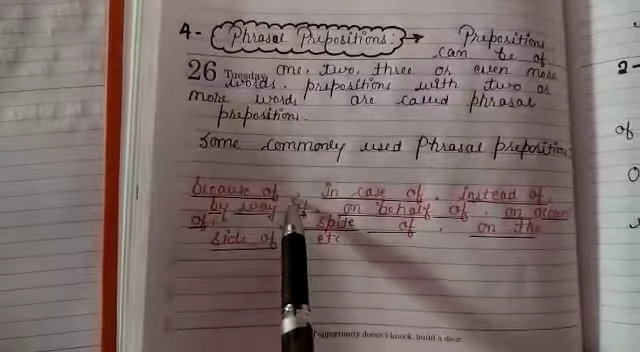 4- Phrasal Prepositions: → Prepositions
can be of
26 Tuesday one, two, three or even more
words. prepositions with two or
more words are called phrasal
prepositions.
Some commonly used Phrasal prepositions
because of, in case of, instead of,
by way of, on behalf of, on
of, spite of, on the
side of etc
opportunity doesn't knock, build a door.
of
2-